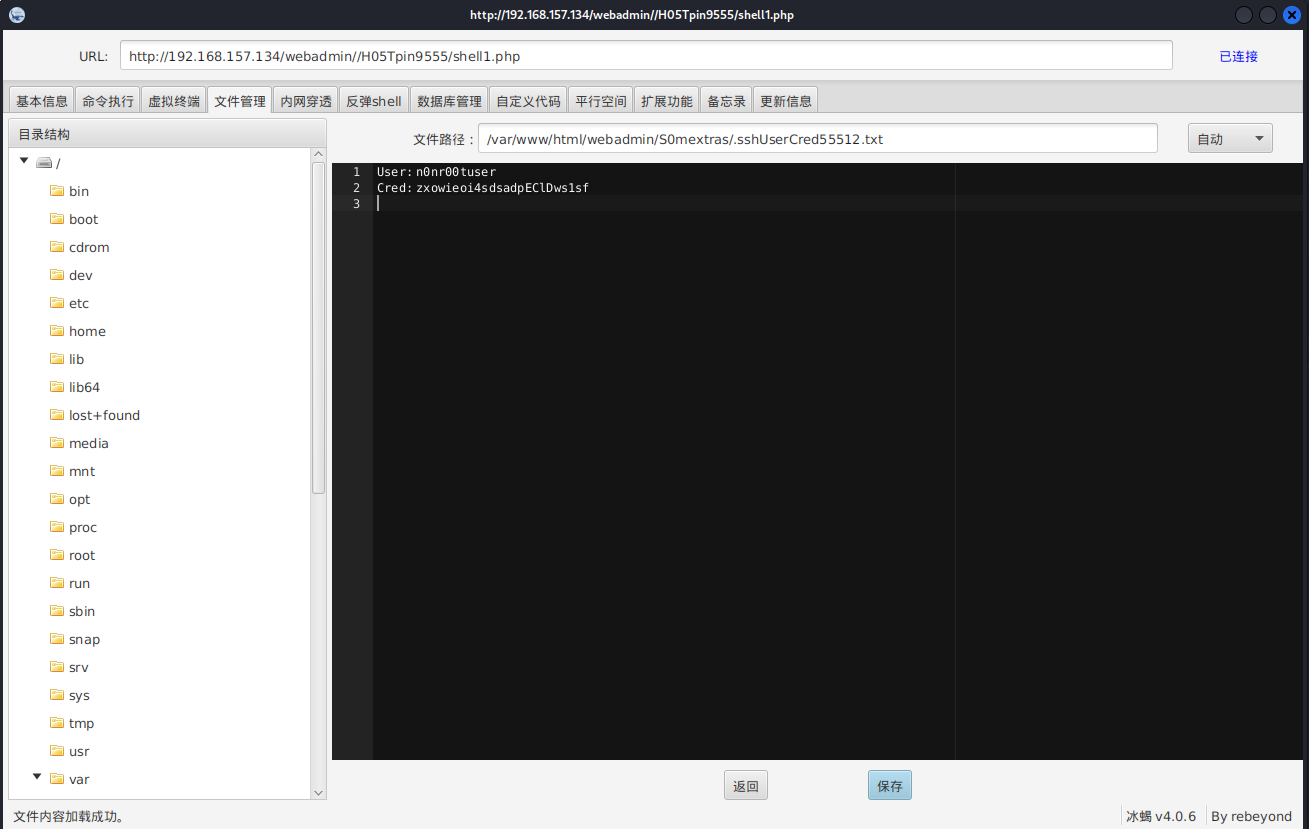 http://192.168.157.134/webadmin//H05Tpin9555/shell1.php
URL: http://192.168.157.134/webadmin//H05Tpin9555/shell1.php 已连接
基本信息 命令执行 虚拟终端 文件管理 内网穿透 反弹shell 数据库管理 自定义代码 平行空间 扩展功能 备忘录 更新信息
目录结构
文件路径： /var/www/html/webadmin/S0mextras/.sshUserCred55512.txt 自动
/
bin
boot
cdrom
dev
etc
home
lib
lib64
lost+found
media
mnt
opt
proc
root
run
sbin
snap
srv
sys
tmp
usr
var
1 User: n0nr00tuser
2 Cred: zxowieoi4sdsadpEClDws1sf
3
返回 保存
文件内容加载成功。 冰蝎 v4.0.6 By rebeyond